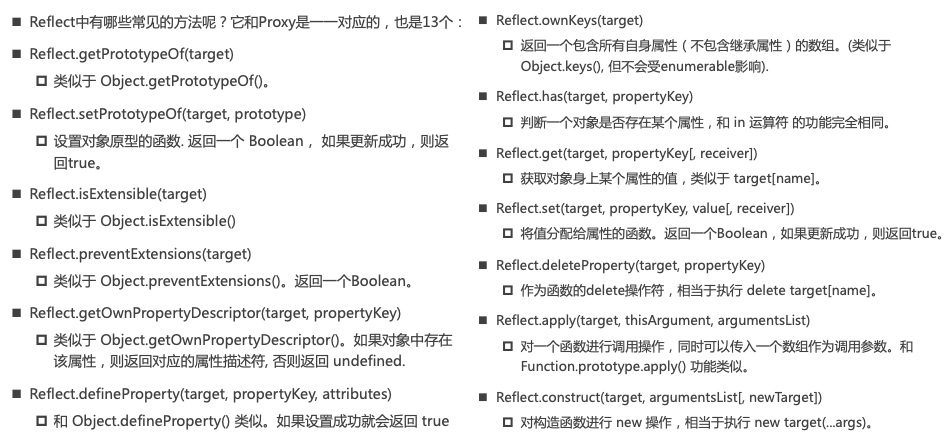 Reflect中有哪些常见的方法呢？它和Proxy是一一对应的，也是13个：
Reflect.getPrototypeOf(target)
类似于 Object.getPrototypeOf()。
Reflect.setPrototypeOf(target, prototype)
设置对象原型的函数. 返回一个 Boolean， 如果更新成功，则返
回true。
Reflect.isExtensible(target)
类似于 Object.isExtensible()
Reflect.preventExtensions(target)
类似于 Object.preventExtensions()。返回一个Boolean。
Reflect.getOwnPropertyDescriptor(target, propertyKey)
类似于 Object.getOwnPropertyDescriptor()。如果对象中存在
该属性，则返回对应的属性描述符, 否则返回 undefined.
Reflect.defineProperty(target, propertyKey, attributes)
和 Object.defineProperty() 类似。如果设置成功就会返回 true
Reflect.ownKeys(target)
返回一个包含所有自身属性（不包含继承属性）的数组。(类似于
Object.keys(), 但不会受enumerable影响).
Reflect.has(target, propertyKey)
判断一个对象是否存在某个属性，和 in 运算符 的功能完全相同。
Reflect.get(target, propertyKey[, receiver])
获取对象身上某个属性的值，类似于 target[name]。
Reflect.set(target, propertyKey, value[, receiver])
将值分配给属性的函数。返回一个Boolean，如果更新成功，则返回true。
Reflect.deleteProperty(target, propertyKey)
作为函数的delete操作符，相当于执行 delete target[name]。
Reflect.apply(target, thisArgument, argumentsList)
对一个函数进行调用操作，同时可以传入一个数组作为调用参数。和
Function.prototype.apply() 功能类似。
Reflect.construct(target, argumentsList[, newTarget])
对构造函数进行 new 操作，相当于执行 new target(...args)。